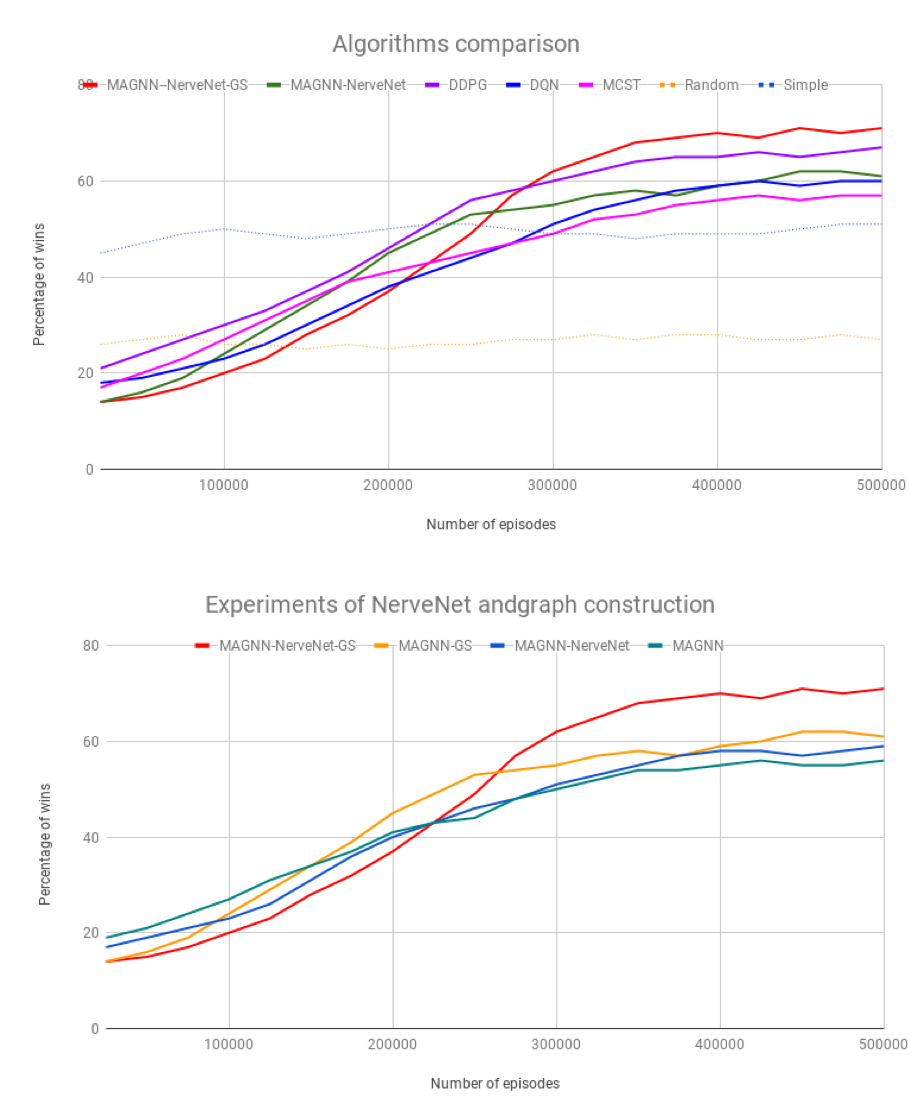 Algorithms comparison
80 MAGNN--NerveNet-GS MAGNN-NerveNet DDPG DQN MCST Random Simple
60
40
20
0
Percentage of wins
100000 200000 300000 400000 500000
Number of episodes
Experiments of NerveNet andgraph construction
80 MAGNN-NerveNet-GS MAGNN-GS MAGNN-NerveNet MAGNN
60
40
20
0
Percentage of wins
100000 200000 300000 400000 500000
Number of episodes